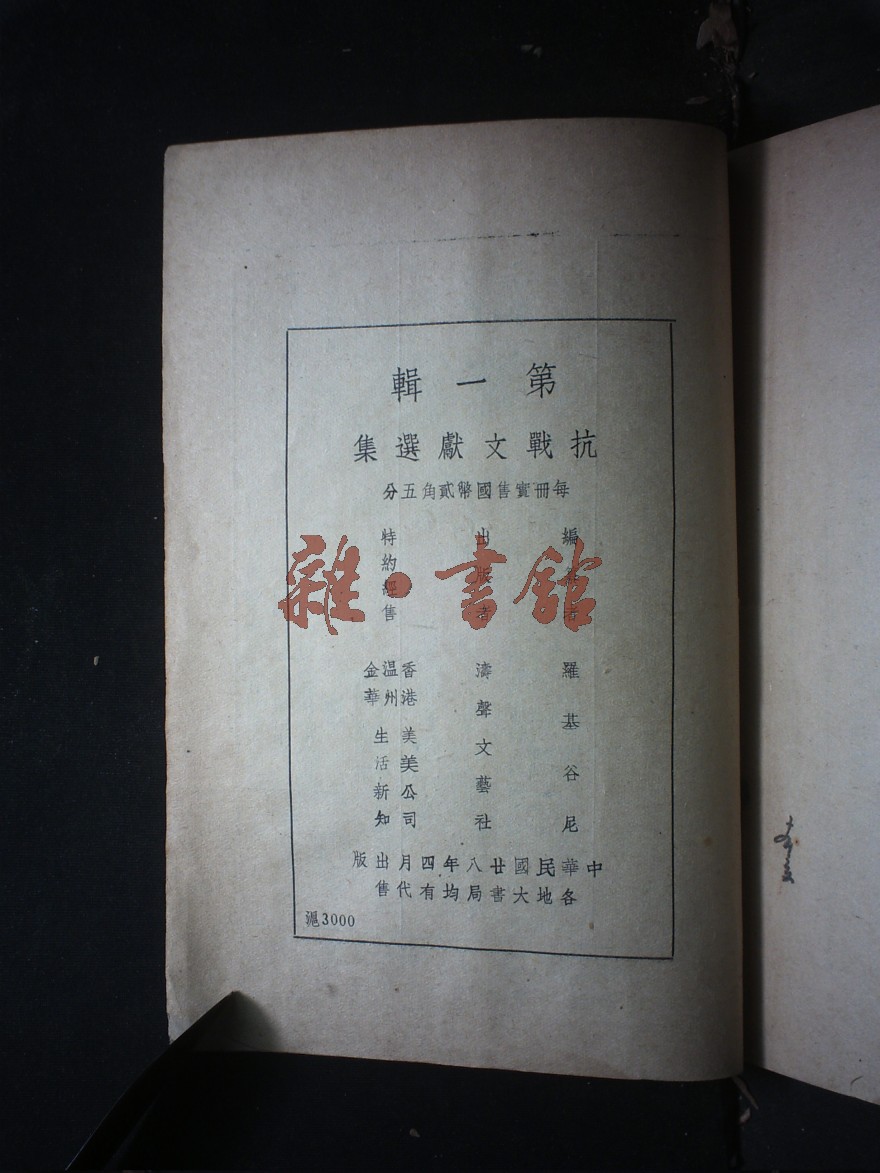 第一輯
抗戰文獻選集
每冊實售國幣貳角五分
編者
羅基谷尼
出版者
濤聲文藝社
特約經售
香港 美美公司
温州
金華 生活新知
中華民國廿八年四月出版
各地大書局均有代售
滬3000
雜·書館